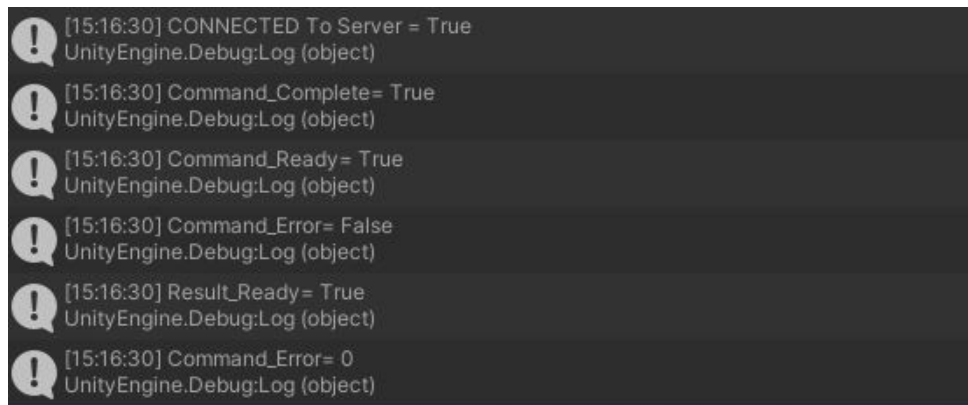 [15:16:30] CONNECTED To Server = True
UnityEngine.Debug:Log (object)
[15:16:30] Command_Complete= True
UnityEngine.Debug:Log (object)
[15:16:30] Command_Ready= True
UnityEngine.Debug:Log (object)
[15:16:30] Command_Error= False
UnityEngine.Debug:Log (object)
[15:16:30] Result_Ready= True
UnityEngine.Debug:Log (object)
[15:16:30] Command_Error= 0
UnityEngine.Debug:Log (object)